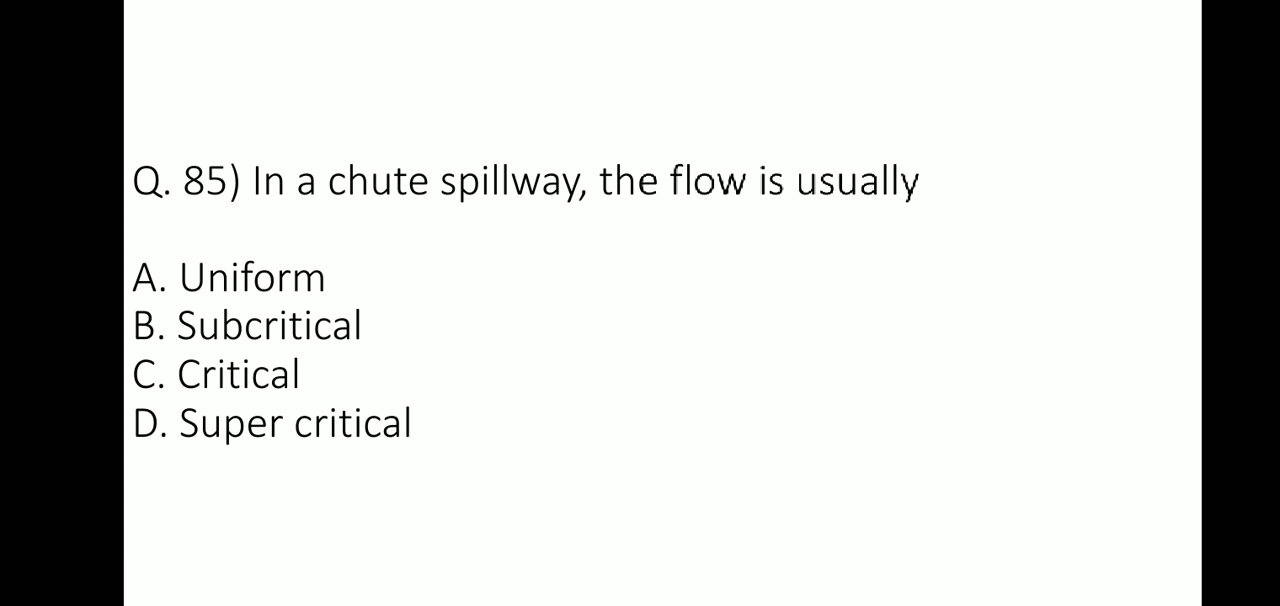 Q. 85) In a chute spillway, the flow is usually
A. Uniform
B. Subcritical
C. Critical
D. Super critical